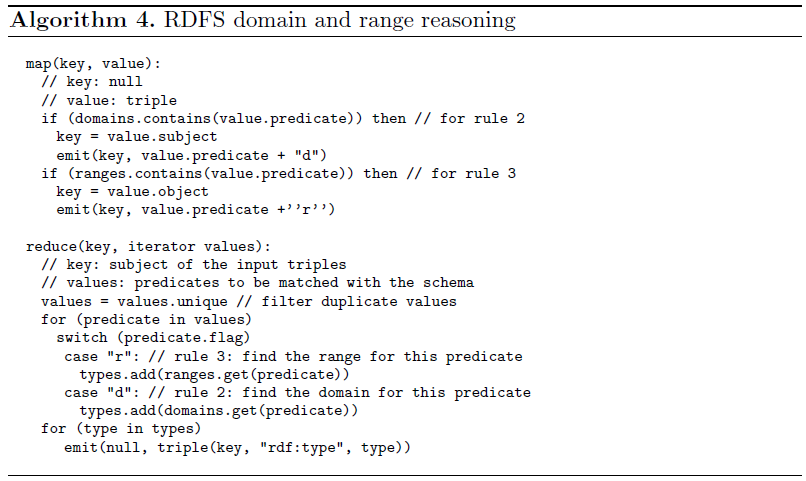 Algorithm 4. RDFS domain and range reasoning
map(key, value):
// key: null
// value: triple
if (domains.contains(value.predicate)) then // for rule 2
key = value.subject
emit(key, value.predicate + "d")
if (ranges.contains(value.predicate)) then // for rule 3
key = value.object
emit(key, value.predicate +’’r’’)
reduce(key, iterator values):
// key: subject of the input triples
// values: predicates to be matched with the schema
values = values.unique // filter duplicate values
for (predicate in values)
switch (predicate.flag)
case "r": // rule 3: find the range for this predicate
types.add(ranges.get(predicate))
case "d": // rule 2: find the domain for this predicate
types.add(domains.get(predicate))
for (type in types)
emit(null, triple(key, "rdf:type", type))